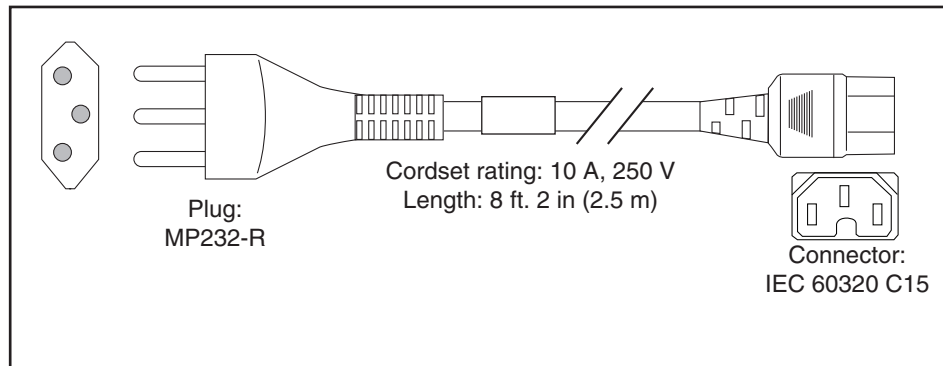 Cordset rating: 10 A, 250 V
Length: 8 ft. 2 in (2.5 m)
Plug:
MP232-R
Connector:
IEC 60320 C15